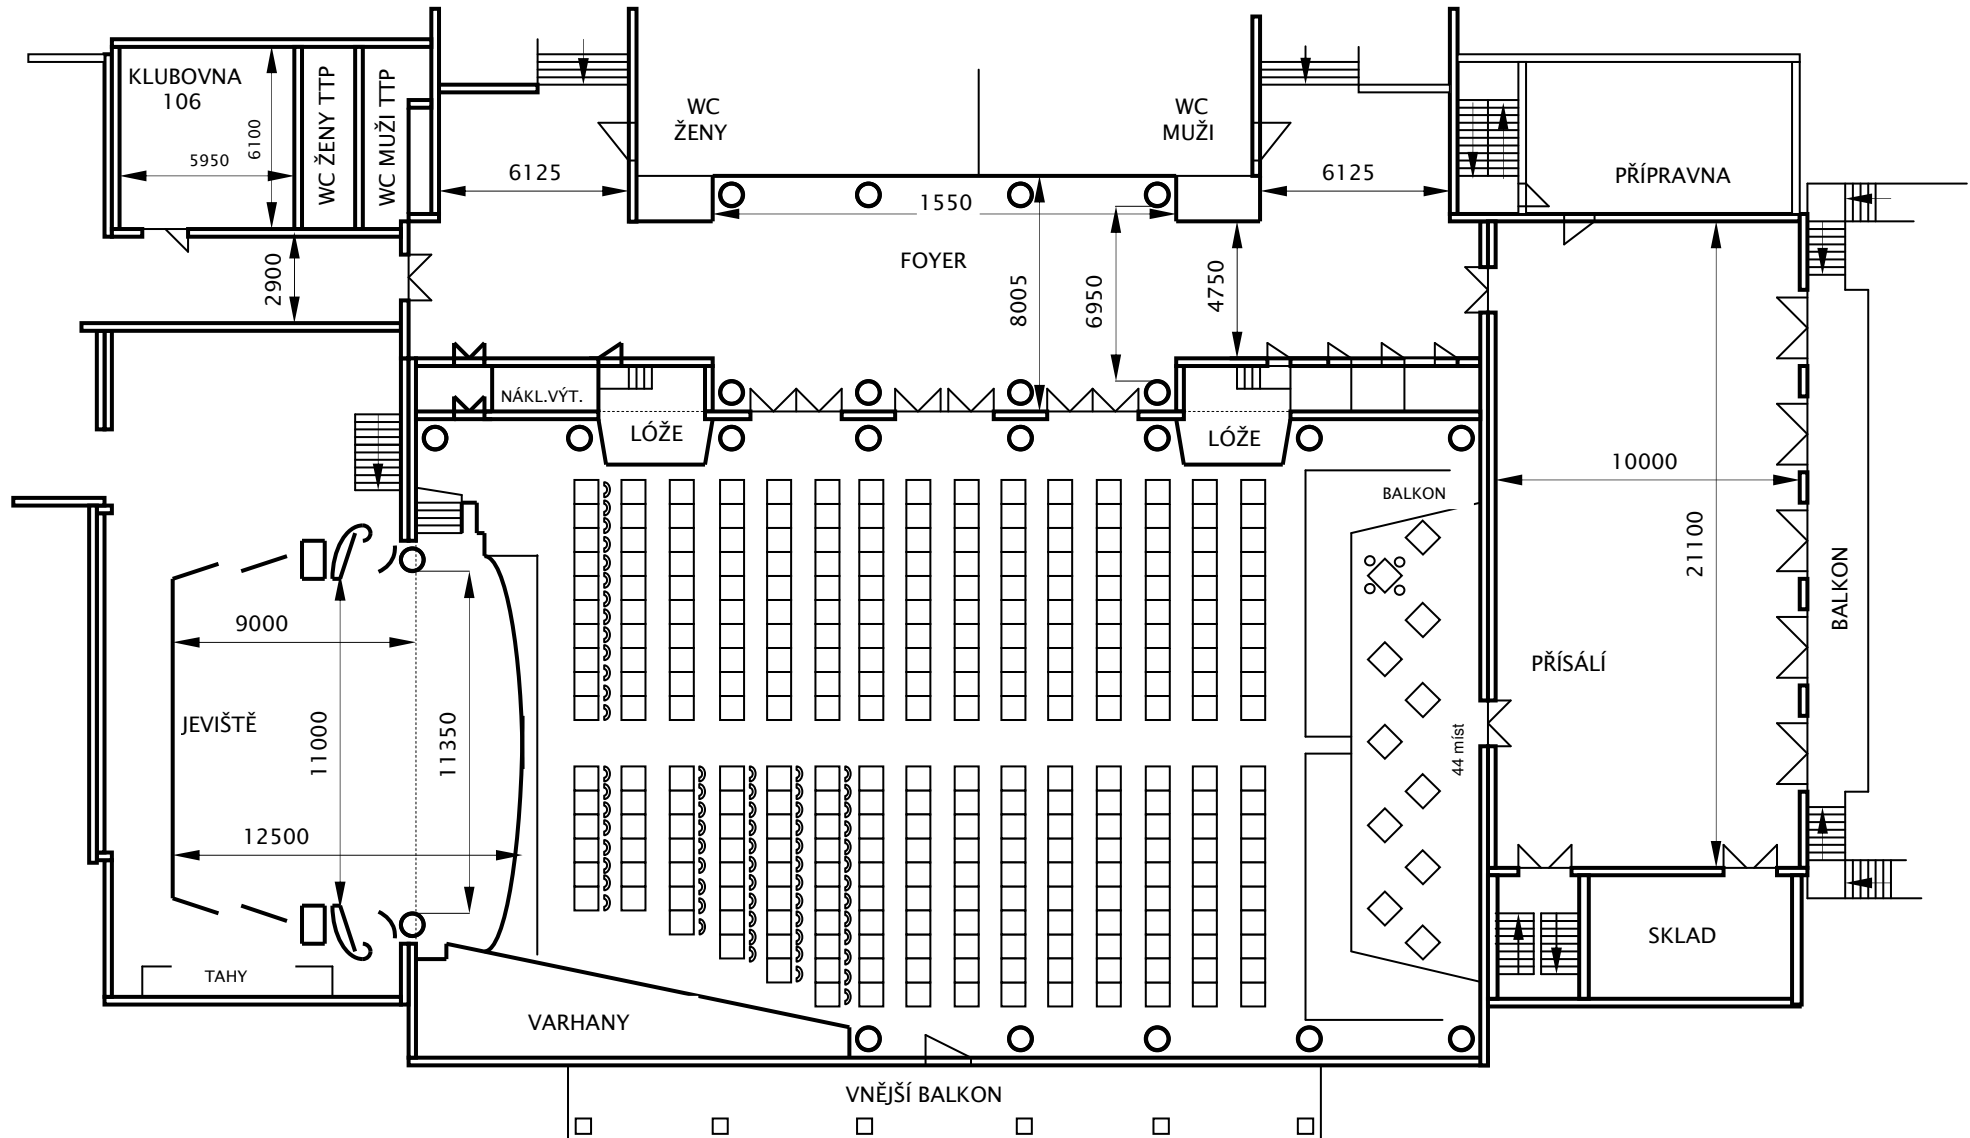 KLUBOVNA
106
6100
5950
WC ŽENY TTP
WC MUŽI TTP
2900
WC
ŽENY
WC
MUŽI
6125
1550
6125
FOYER
8005
6950
4750
PŘÍPRAVNA
NÁKL.VÝT.
LÓŽE
LÓŽE
BALKON
10000
21100
BALKON
9000
JEVIŠTĚ
11000
11350
12500
44 míst
PŘÍSÁLÍ
TAHY
VARHANY
SKLAD
VNĚJŠÍ BALKON